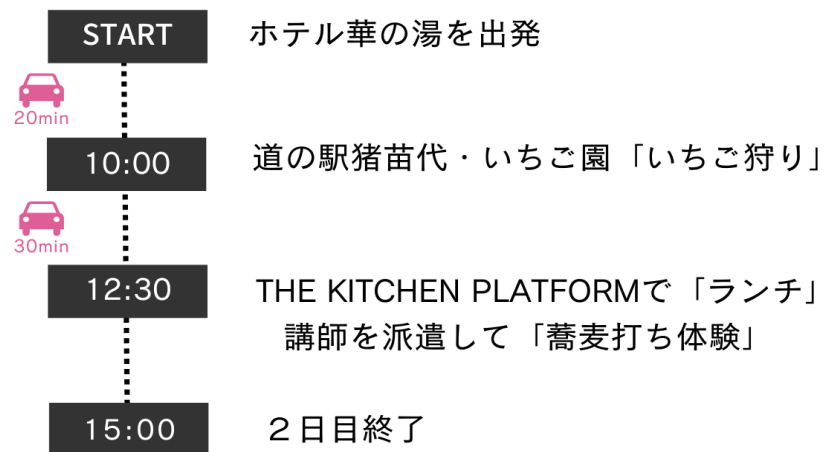 START ホテル華の湯を出発
20min
10:00 道の駅猪苗代・いちご園「いちご狩り」
30min
12:30 THE KITCHEN PLATFORMで「ランチ」
講師を派遣して「蕎麦打ち体験」
15:00 2日目終了